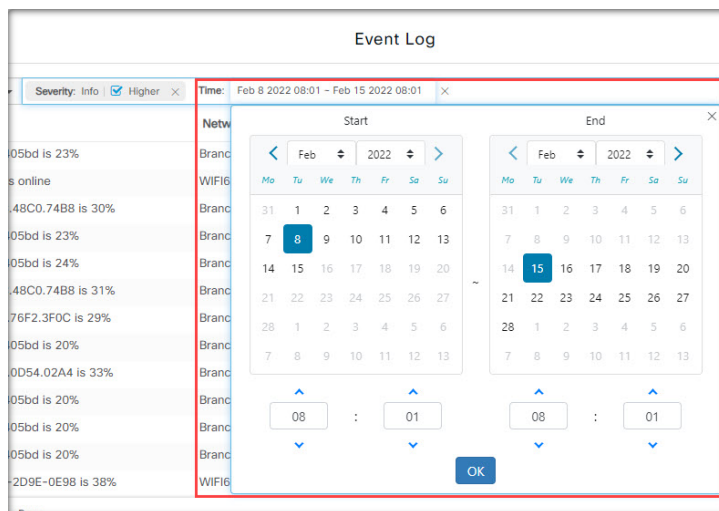 Event Log
Severity: Info | Higher ×
Time: Feb 8 2022 08:01 – Feb 15 2022 08:01 ×
Netw
405bd is 23% Branc
s online WIFI6
.48C0.74B8 is 30% Branc
405bd is 23% Branc
405bd is 24% Branc
.48C0.74B8 is 31% Branc
.76F2.3F0C is 29% Branc
405bd is 20% Branc
.0D54.02A4 is 33% Branc
405bd is 20% Branc
405bd is 20% Branc
405bd is 20% Branc
-2D9E-0E98 is 38% WIFI6
Start
Feb 2022
Mo Tu We Th Fr Sa Su
31 1 2 3 4 5 6
7 8 9 10 11 12 13
14 15 16 17 18 19 20
21 22 23 24 25 26 27
28 1 2 3 4 5 6
7 8 9 10 11 12 13
08 : 01
~
End
Feb 2022
Mo Tu We Th Fr Sa Su
31 1 2 3 4 5 6
7 8 9 10 11 12 13
14 15 16 17 18 19 20
21 22 23 24 25 26 27
28 1 2 3 4 5 6
7 8 9 10 11 12 13
08 : 01
OK